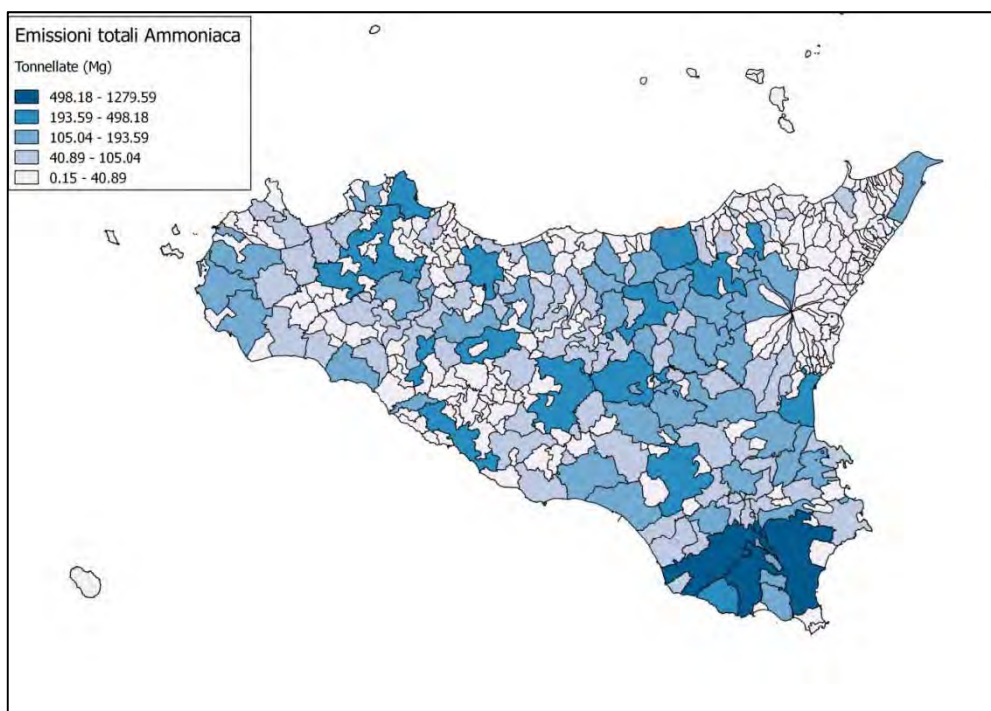 Emissioni totali Ammoniaca
Tonnellate (Mg)
498.18 - 1279.59
193.59 - 498.18
105.04 - 193.59
40.89 - 105.04
0.15 - 40.89